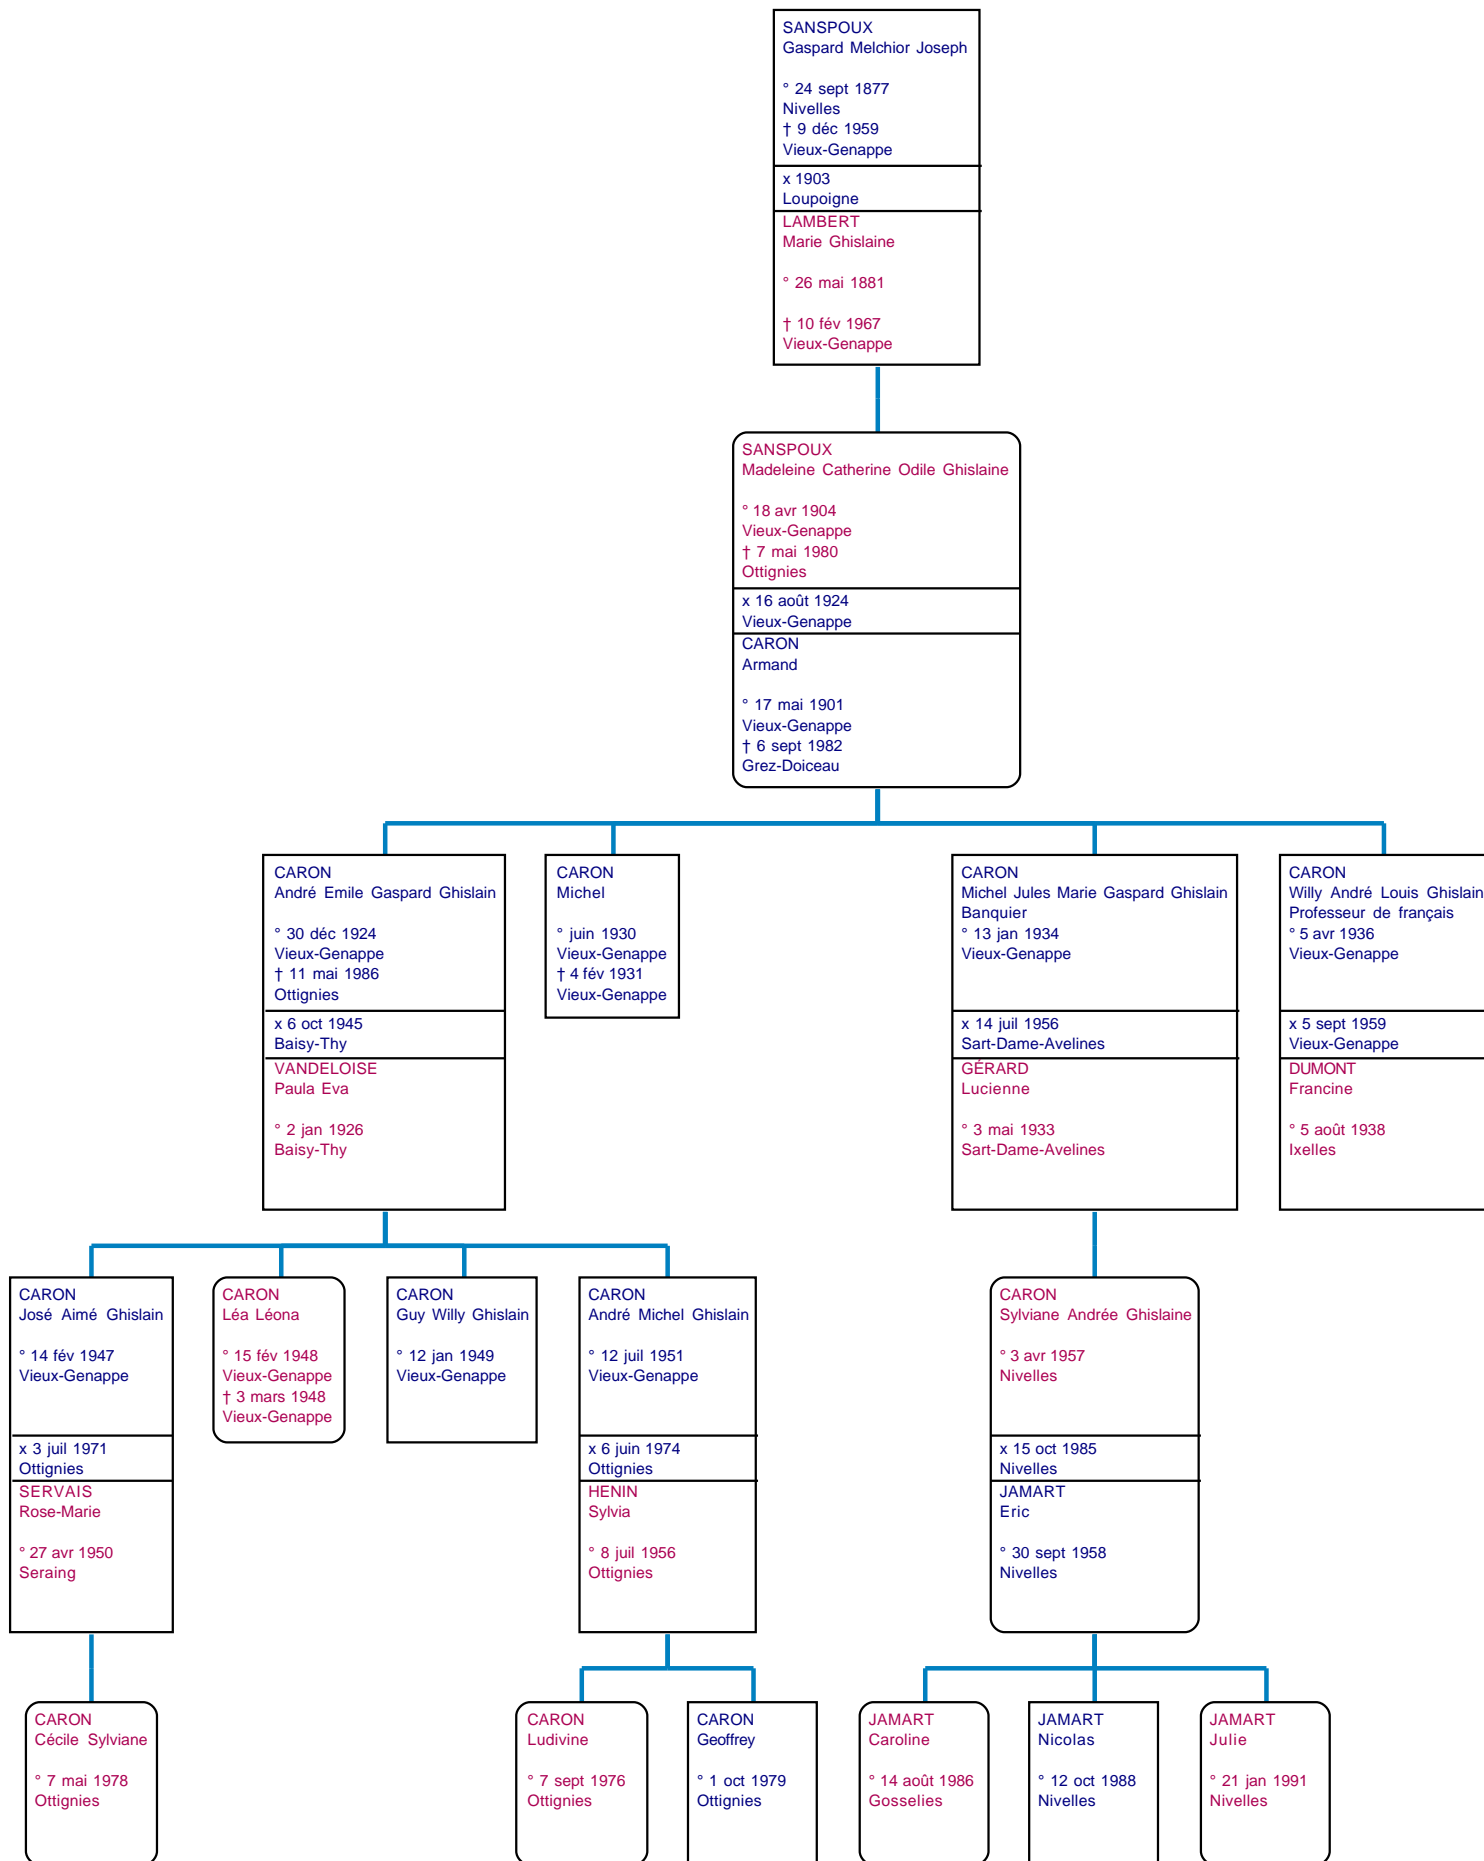 SANSPOUX
Gaspard Melchior Joseph
° 24 sept 1877
Nivelles
† 9 déc 1959
Vieux-Genappe
x 1903
Loupoigne
LAMBERT
Marie Ghislaine
° 26 mai 1881
† 10 fév 1967
Vieux-Genappe
SANSPOUX
Madeleine Catherine Odile Ghislaine
° 18 avr 1904
Vieux-Genappe
† 7 mai 1980
Ottignies
x 16 août 1924
Vieux-Genappe
CARON
Armand
° 17 mai 1901
Vieux-Genappe
† 6 sept 1982
Grez-Doiceau
CARON
André Emile Gaspard Ghislain
° 30 déc 1924
Vieux-Genappe
† 11 mai 1986
Ottignies
x 6 oct 1945
Baisy-Thy
VANDELOISE
Paula Eva
° 2 jan 1926
Baisy-Thy
CARON
Michel
° juin 1930
Vieux-Genappe
† 4 fév 1931
Vieux-Genappe
CARON
Michel Jules Marie Gaspard Ghislain
Banquier
° 13 jan 1934
Vieux-Genappe
x 14 juil 1956
Sart-Dame-Avelines
GÉRARD
Lucienne
° 3 mai 1933
Sart-Dame-Avelines
CARON
Willy André Louis Ghislain
Professeur de français
° 5 avr 1936
Vieux-Genappe
x 5 sept 1959
Vieux-Genappe
DUMONT
Francine
° 5 août 1938
Ixelles
CARON
José Aimé Ghislain
° 14 fév 1947
Vieux-Genappe
x 3 juil 1971
Ottignies
SERVAIS
Rose-Marie
° 27 avr 1950
Seraing
CARON
Léa Léona
° 15 fév 1948
Vieux-Genappe
† 3 mars 1948
Vieux-Genappe
CARON
Guy Willy Ghislain
° 12 jan 1949
Vieux-Genappe
CARON
André Michel Ghislain
° 12 juil 1951
Vieux-Genappe
x 6 juin 1974
Ottignies
HENIN
Sylvia
° 8 juil 1956
Ottignies
CARON
Sylviane Andrée Ghislaine
° 3 avr 1957
Nivelles
x 15 oct 1985
Nivelles
JAMART
Eric
° 30 sept 1958
Nivelles
CARON
Cécile Sylviane
° 7 mai 1978
Ottignies
CARON
Ludivine
° 7 sept 1976
Ottignies
CARON
Geoffrey
° 1 oct 1979
Ottignies
JAMART
Caroline
° 14 août 1986
Gosselies
JAMART
Nicolas
° 12 oct 1988
Nivelles
JAMART
Julie
° 21 jan 1991
Nivelles